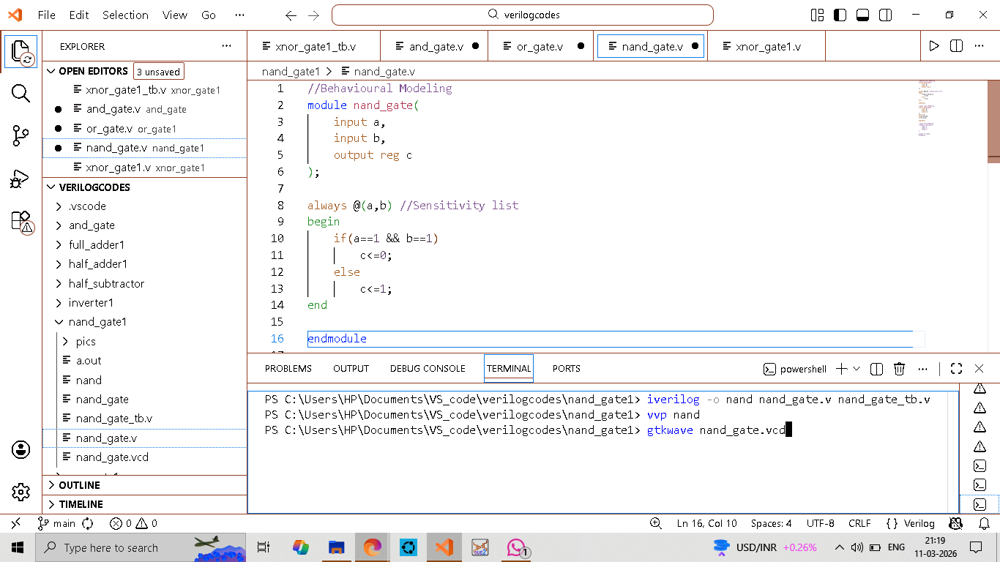 File Edit Selection View Go ··· verilogcodes
EXPLORER ···
OPEN EDITORS 3 unsaved
xnor_gate1_tb.v xnor_gate1
and_gate.v and_gate
or_gate.v or_gate1
nand_gate.v nand_gate1
xnor_gate1.v xnor_gate1
VERILOGCODES
.vscode
and_gate
full_adder1
half_adder1
half_subtractor
inverter1
nand_gate1
pics
a.out
nand
nand_gate
nand_gate_tb.v
nand_gate.v
nand_gate.vcd
OUTLINE
TIMELINE
xnor_gate1_tb.v and_gate.v or_gate.v nand_gate.v xnor_gate1.v
nand_gate1 > nand_gate.v
1 //Behavioural Modeling
2 module nand_gate(
3 input a,
4 input b,
5 output reg c
6 );
7
8 always @(a,b) //Sensitivity list
9 begin
10 if(a==1 && b==1)
11 c<=0;
12 else
13 c<=1;
14 end
15
16 endmodule
PROBLEMS OUTPUT DEBUG CONSOLE TERMINAL PORTS powershell
PS C:\Users\HP\Documents\VS_code\verilogcodes\nand_gate1> iverilog -o nand nand_gate.v nand_gate_tb.v
PS C:\Users\HP\Documents\VS_code\verilogcodes\nand_gate1> vvp nand
PS C:\Users\HP\Documents\VS_code\verilogcodes\nand_gate1> gtkwave nand_gate.vcd
main 0 0 Ln 16, Col 10 Spaces: 4 UTF-8 CRLF {} Verilog
Type here to search 1 USD/INR +0.26% ENG 21:19
11-03-2026